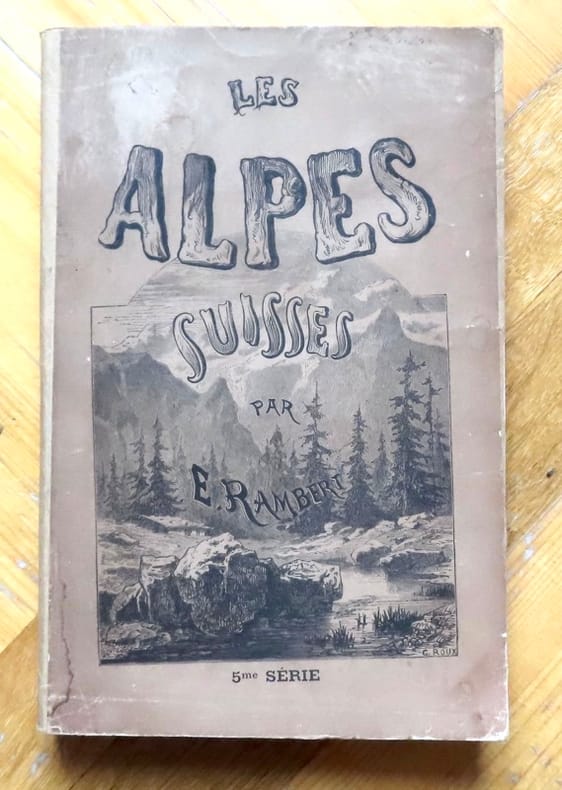 LES
ALPES
SUISSES
PAR
E. RAMBERT
G. ROUX
5me SÉRIE